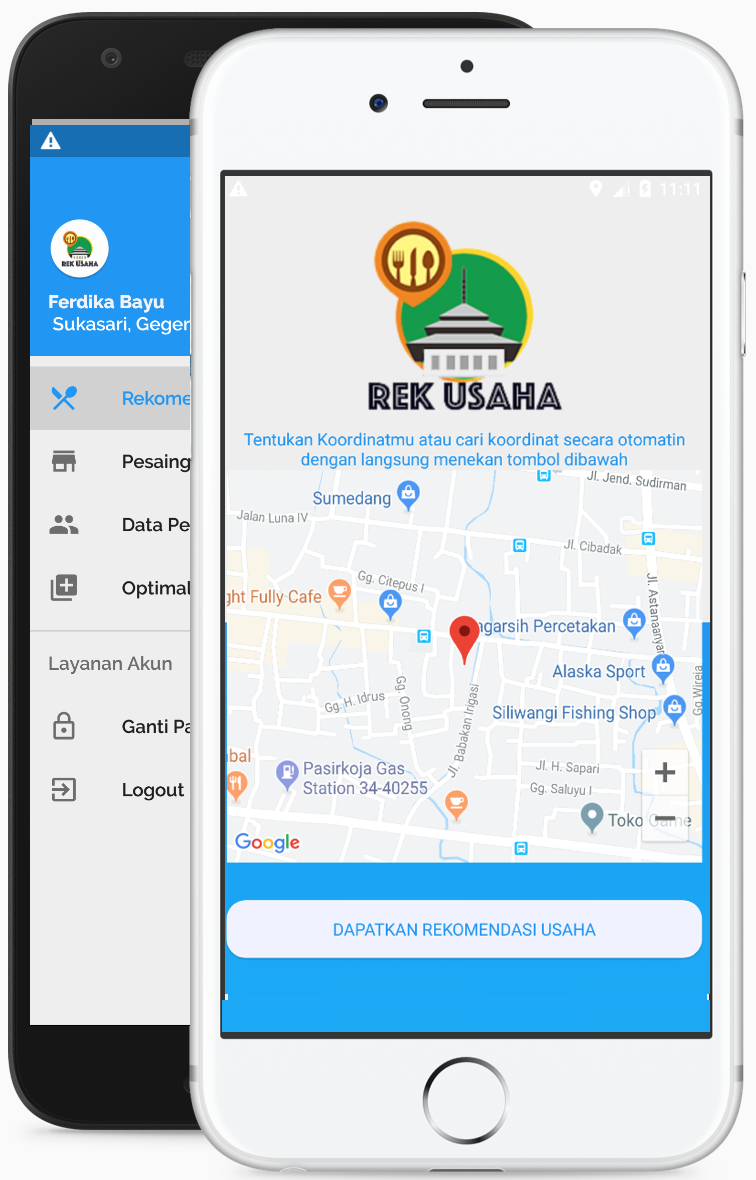 REK USAHA
Ferdika Bayu
Sukasari, Geger
Rekome
Pesaing
Data Pe
Optimal
Layanan Akun
Ganti Pa
Logout
11:11
REK USAHA
Tentukan Koordinatmu atau cari koordinat secara otomatin
dengan langsung menekan tombol dibawah
Jl. Jend. Sudirman
Sumedang
Jalan Luna IV
Jl. Cibadak
Gg. Citepus I
Jl. Astanaanyar
ght Fully Cafe
agarsih Percetakan
Alaska Sport
Gg. H. Idrus
Gg. Onong
Gg Wireja
Siliwangi Fishing Shop
Jl. Babakan Irigasi
bal
Pasirkoja Gas
Station 34-40255
Jl. H. Sapari
Gg. Saluyu I
+
Toko Game
−
Google
DAPATKAN REKOMENDASI USAHA